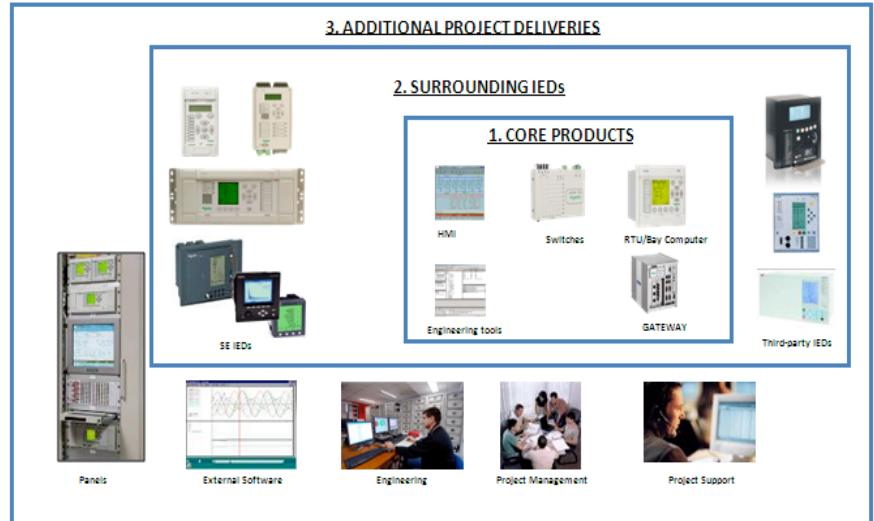 3. ADDITIONAL PROJECT DELIVERIES
2. SURROUNDING IEDs
1. CORE PRODUCTS
HMI
Switches
RTU/Bay Computer
Engineering tools
GATEWAY
SE IEDs
Third-party IEDs
Panels
External Software
Engineering
Project Management
Project Support